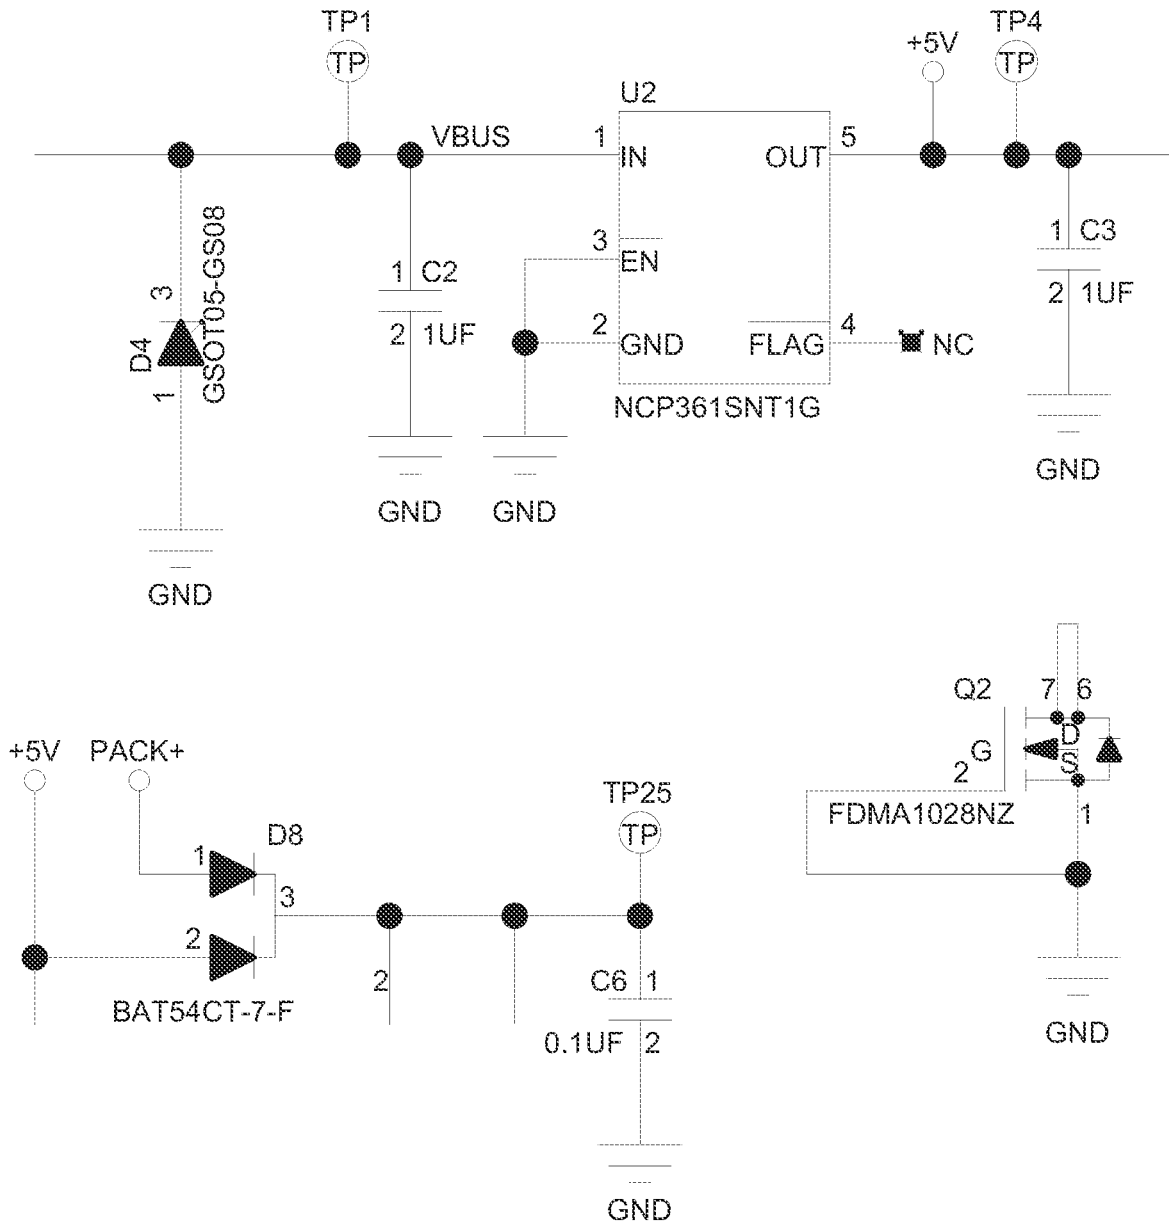 TP1
TP
TP4
TP
+5V
U2
VBUS
1
IN
OUT
5
3
EN
2
GND
FLAG
4
NC
NCP361SNT1G
1
C2
2
1UF
GND
GND
1
C3
2
1UF
GND
3
D4
1
GSOT05-GS08
GND
+5V
PACK+
D8
1
3
2
BAT54CT-7-F
2
TP25
TP
C6
1
0.1UF
2
GND
Q2
7
6
D
G
S
2
FDMA1028NZ
1
GND